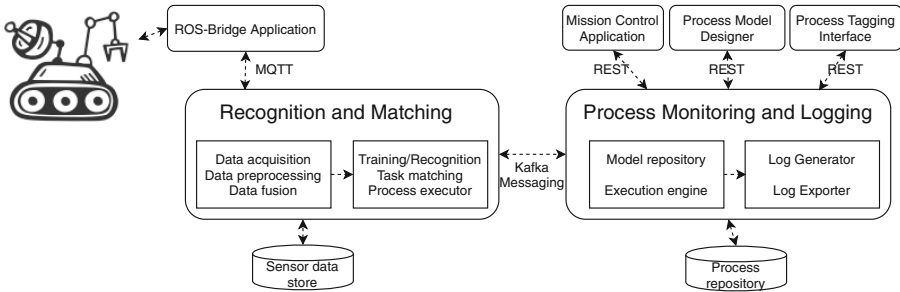 ROS-Bridge Application
Mission Control
Application
Process Model
Designer
Process Tagging
Interface
MQTT
REST
REST
REST
Recognition and Matching
Process Monitoring and Logging
Data acquisition
Data preprocessing
Data fusion
Training/Recognition
Task matching
Process executor
Kafka
Messaging
Model repository
Execution engine
Log Generator
Log Exporter
Sensor data
store
Process
repository